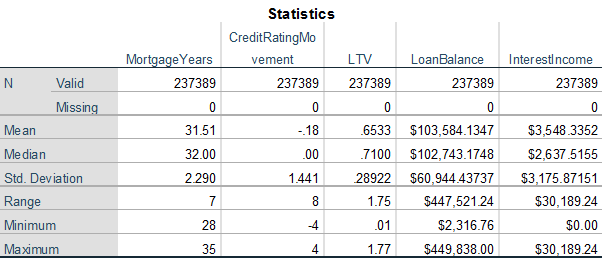 Statistics
MortgageYears CreditRatingMovement LTV LoanBalance InterestIncome
N Valid 237389 237389 237389 237389 237389
Missing 0 0 0 0 0
Mean 31.51 -.18 .6533 $103,584.1347 $3,548.3352
Median 32.00 .00 .7100 $102,743.1748 $2,637.5155
Std. Deviation 2.290 1.441 .28922 $60,944.43737 $3,175.87151
Range 7 8 1.75 $447,521.24 $30,189.24
Minimum 28 -4 .01 $2,316.76 $0.00
Maximum 35 4 1.77 $449,838.00 $30,189.24